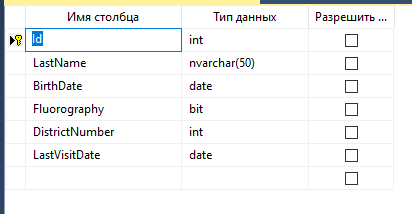 Имя столбца Тип данных Разрешить ...
Id int
LastName nvarchar(50)
BirthDate date
Fluorography bit
DistrictNumber int
LastVisitDate date